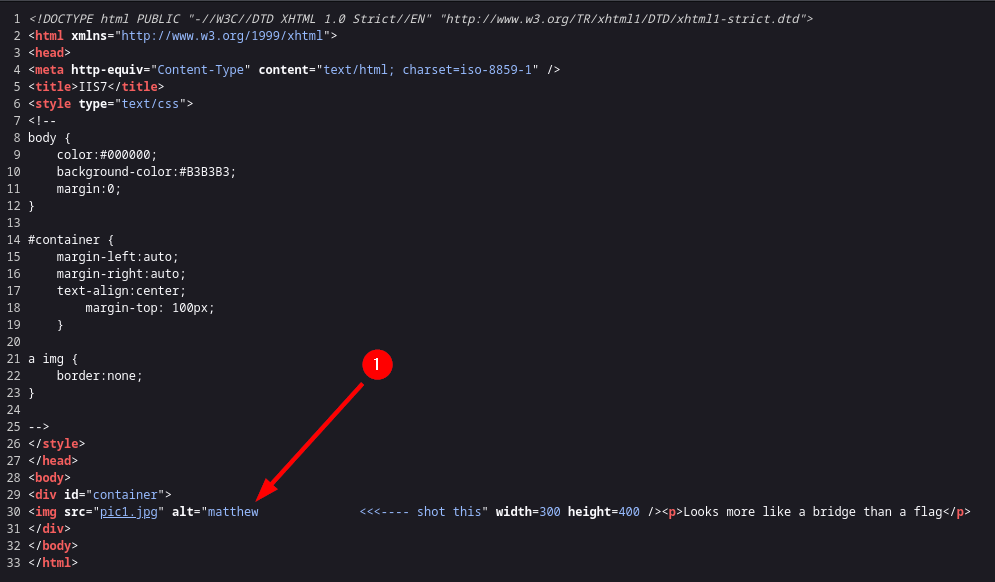 1 <!DOCTYPE html PUBLIC "-//W3C//DTD XHTML 1.0 Strict//EN" "http://www.w3.org/TR/xhtml1/DTD/xhtml1-strict.dtd">
2 <html xmlns="http://www.w3.org/1999/xhtml">
3 <head>
4 <meta http-equiv="Content-Type" content="text/html; charset=iso-8859-1" />
5 <title>IIS7</title>
6 <style type="text/css">
7 <!--
8 body {
9     color:#000000;
10     background-color:#B3B3B3;
11     margin:0;
12 }
13
14 #container {
15     margin-left:auto;
16     margin-right:auto;
17     text-align:center;
18         margin-top: 100px;
19     }
20
21 a img {
22     border:none;
23 }
1
24
25 -->
26 </style>
27 </head>
28 <body>
29 <div id="container">
30 <img src="pic1.jpg" alt="matthew              <<<---- shot this" width=300 height=400 /><p>Looks more like a bridge than a flag</p>
31 </div>
32 </body>
33 </html>